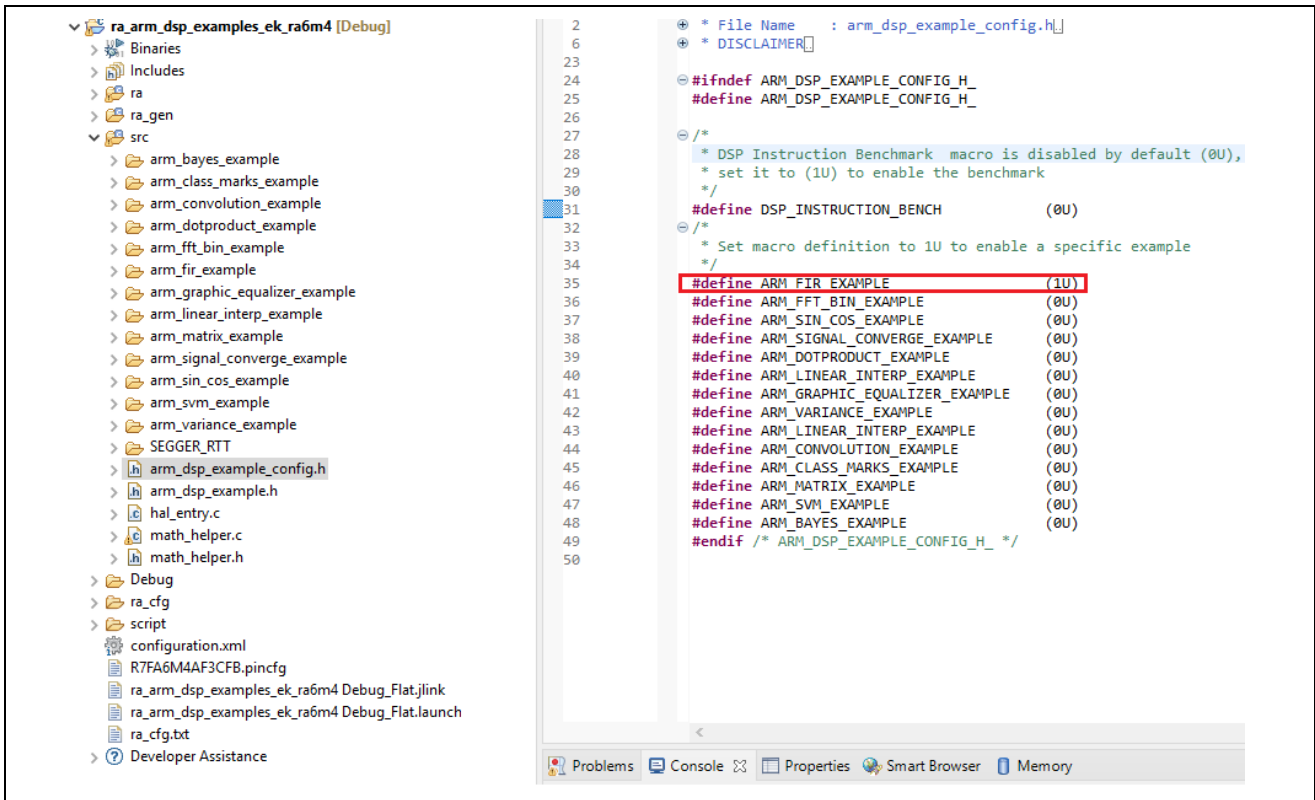 ra_arm_dsp_examples_ek_ra6m4 [Debug]
Binaries
Includes
ra
ra_gen
src
arm_bayes_example
arm_class_marks_example
arm_convolution_example
arm_dotproduct_example
arm_fft_bin_example
arm_fir_example
arm_graphic_equalizer_example
arm_linear_interp_example
arm_matrix_example
arm_signal_converge_example
arm_sin_cos_example
arm_svm_example
arm_variance_example
SEGGER_RTT
arm_dsp_example_config.h
arm_dsp_example.h
hal_entry.c
math_helper.c
math_helper.h
Debug
ra_cfg
script
configuration.xml
R7FA6M4AF3CFB.pincfg
ra_arm_dsp_examples_ek_ra6m4 Debug_Flat.jlink
ra_arm_dsp_examples_ek_ra6m4 Debug_Flat.launch
ra_cfg.txt
Developer Assistance
2 * File Name : arm_dsp_example_config.h
6 * DISCLAIMER
23
24 #ifndef ARM_DSP_EXAMPLE_CONFIG_H_
25 #define ARM_DSP_EXAMPLE_CONFIG_H_
26
27 /*
28 * DSP Instruction Benchmark macro is disabled by default (0U),
29 * set it to (1U) to enable the benchmark
30 */
31 #define DSP_INSTRUCTION_BENCH (0U)
32 /*
33 * Set macro definition to 1U to enable a specific example
34 */
35 #define ARM_FIR_EXAMPLE (1U)
36 #define ARM_FFT_BIN_EXAMPLE (0U)
37 #define ARM_SIN_COS_EXAMPLE (0U)
38 #define ARM_SIGNAL_CONVERGE_EXAMPLE (0U)
39 #define ARM_DOTPRODUCT_EXAMPLE (0U)
40 #define ARM_LINEAR_INTERP_EXAMPLE (0U)
41 #define ARM_GRAPHIC_EQUALIZER_EXAMPLE (0U)
42 #define ARM_VARIANCE_EXAMPLE (0U)
43 #define ARM_LINEAR_INTERP_EXAMPLE (0U)
44 #define ARM_CONVOLUTION_EXAMPLE (0U)
45 #define ARM_CLASS_MARKS_EXAMPLE (0U)
46 #define ARM_MATRIX_EXAMPLE (0U)
47 #define ARM_SVM_EXAMPLE (0U)
48 #define ARM_BAYES_EXAMPLE (0U)
49 #endif /* ARM_DSP_EXAMPLE_CONFIG_H_ */
50
Problems Console Properties Smart Browser Memory